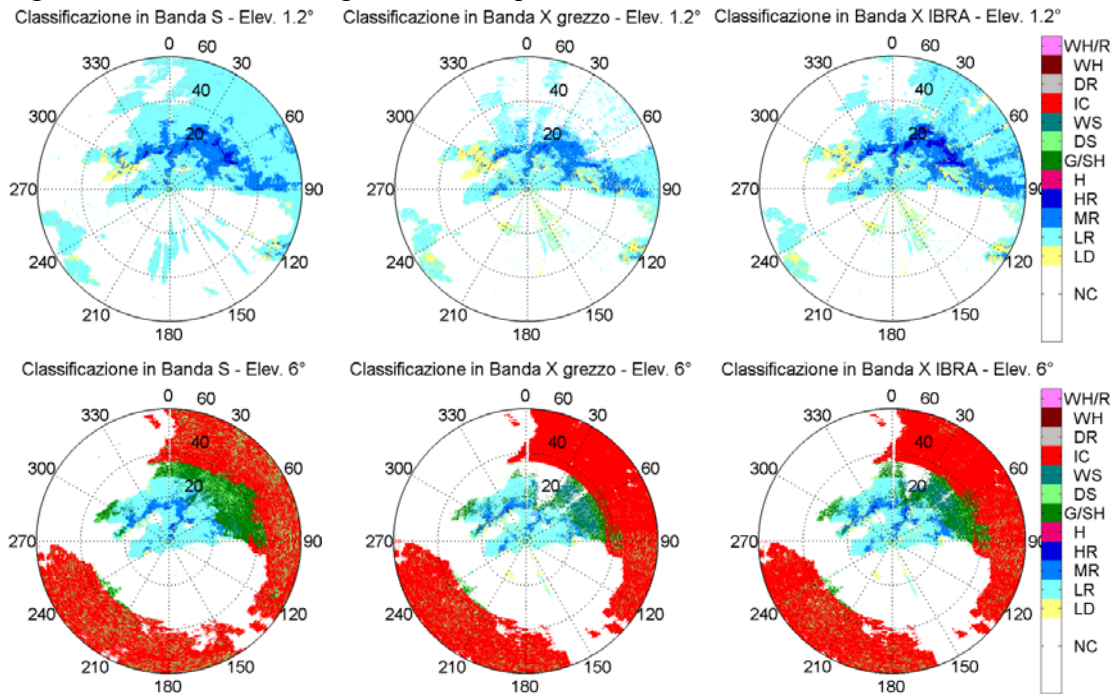 Classificazione in Banda S - Elev. 1.2°
Classificazione in Banda X grezzo - Elev. 1.2°
Classificazione in Banda X IBRA - Elev. 1.2°
0 60
330 30
40
300 60
20
270 90
240 120
210 150
180
0 60
330 30
40
300 60
20
270 90
240 120
210 150
180
0 60
330 30
40
300 60
20
270 90
240 120
210 150
180
WH/R
WH
DR
IC
WS
DS
G/SH
H
HR
MR
LR
LD
NC
Classificazione in Banda S - Elev. 6°
Classificazione in Banda X grezzo - Elev. 6°
Classificazione in Banda X IBRA - Elev. 6°
0 60
330 30
40
300 60
20
270 90
240 120
210 150
180
0 60
330 30
40
300 60
20
270 90
240 120
210 150
180
0 60
330 30
40
300 60
20
270 90
240 120
210 150
180
WH/R
WH
DR
IC
WS
DS
G/SH
H
HR
MR
LR
LD
NC